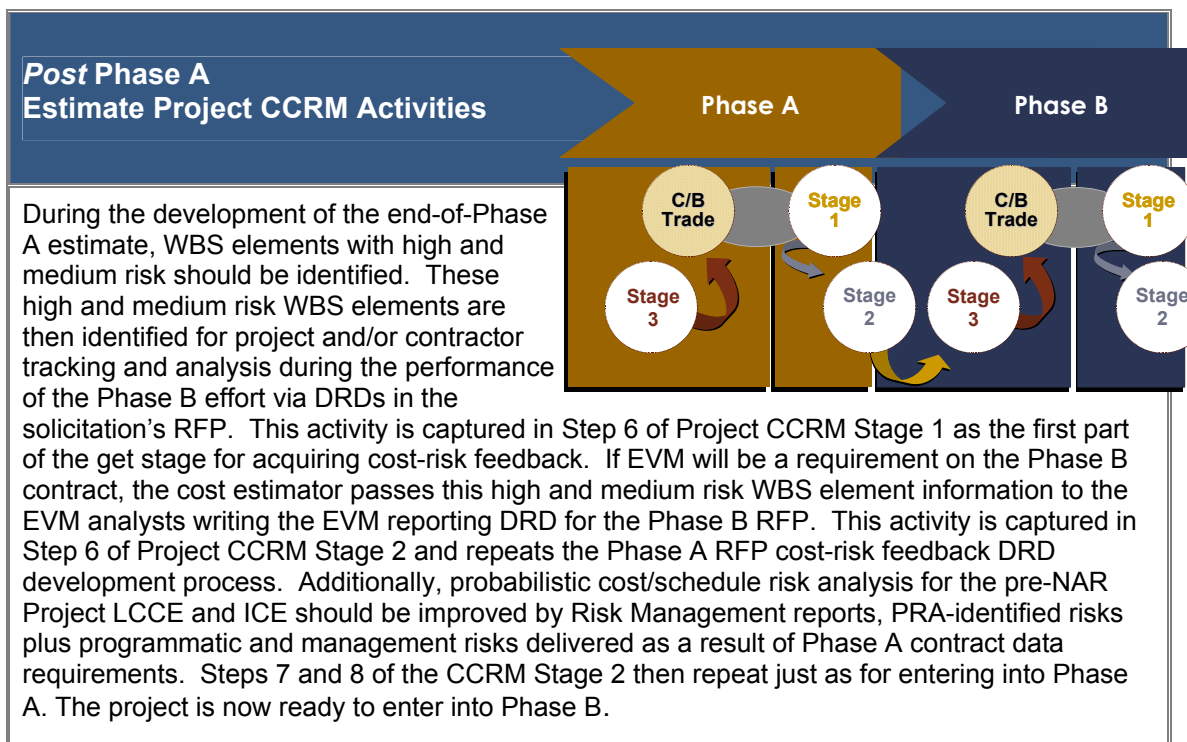 Post Phase A
Estimate Project CCRM Activities
Phase A
Phase B
C/B
Trade
Stage
1
Stage
3
Stage
2
Stage
3
C/B
Trade
Stage
1
Stage
2
During the development of the end-of-Phase
A estimate, WBS elements with high and
medium risk should be identified.  These
high and medium risk WBS elements are
then identified for project and/or contractor
tracking and analysis during the performance
of the Phase B effort via DRDs in the
solicitation’s RFP.  This activity is captured in Step 6 of Project CCRM Stage 1 as the first part
of the get stage for acquiring cost-risk feedback.  If EVM will be a requirement on the Phase B
contract, the cost estimator passes this high and medium risk WBS element information to the
EVM analysts writing the EVM reporting DRD for the Phase B RFP.  This activity is captured in
Step 6 of Project CCRM Stage 2 and repeats the Phase A RFP cost-risk feedback DRD
development process.  Additionally, probabilistic cost/schedule risk analysis for the pre-NAR
Project LCCE and ICE should be improved by Risk Management reports, PRA-identified risks
plus programmatic and management risks delivered as a result of Phase A contract data
requirements.  Steps 7 and 8 of the CCRM Stage 2 then repeat just as for entering into Phase
A. The project is now ready to enter into Phase B.